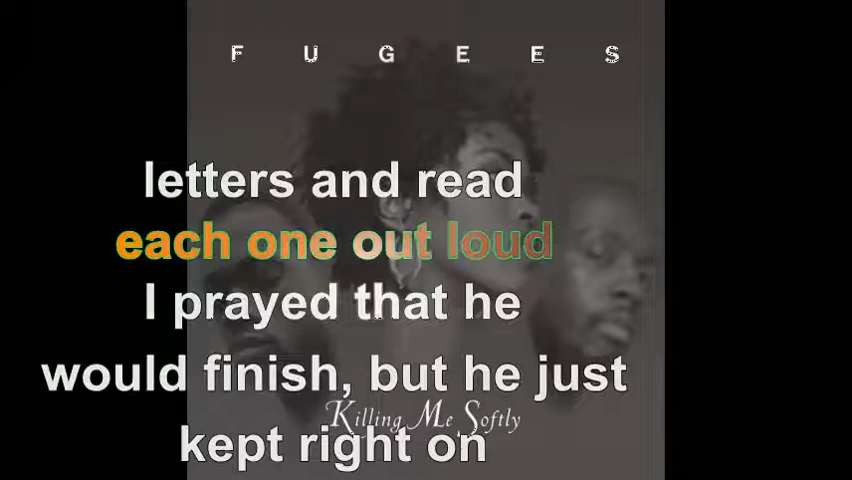 FUGEES
letters and read
each one out loud
I prayed that he
would finish, but he just
Killing Me Softly
kept right on